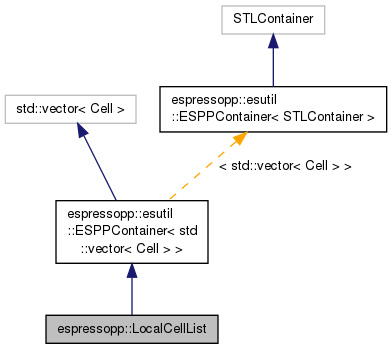 STLContainer
std::vector< Cell >
espressopp::esutil
::ESPPContainer< STLContainer >
< std::vector< Cell > >
espressopp::esutil
::ESPPContainer< std
::vector< Cell > >
espressopp::LocalCellList